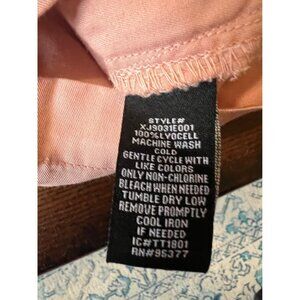 STYLE#
XJ9031E001
100%LYOCELL
MACHINE WASH
COLD
GENTLE CYCLE WITH
LIKE COLORS
ONLY NON-CHLORINE
BLEACH WHEN NEEDED
TUMBLE DRY LOW
REMOVE PROMPTLY
COOL IRON
IF NEEDED
IC#TT1801
RN#95377